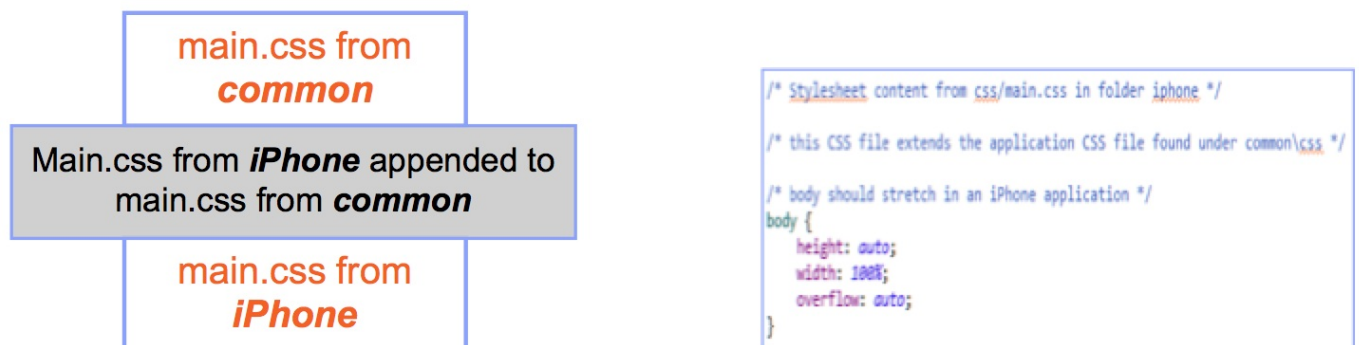 main.css from
common
Main.css from iPhone appended to
main.css from common
main.css from
iPhone
/* Stylesheet content from css/main.css in folder iphone */
/* this CSS file extends the application CSS file found under common\css */
/* body should stretch in an iPhone application */
body {
height: auto;
width: 100%;
overflow: auto;
}